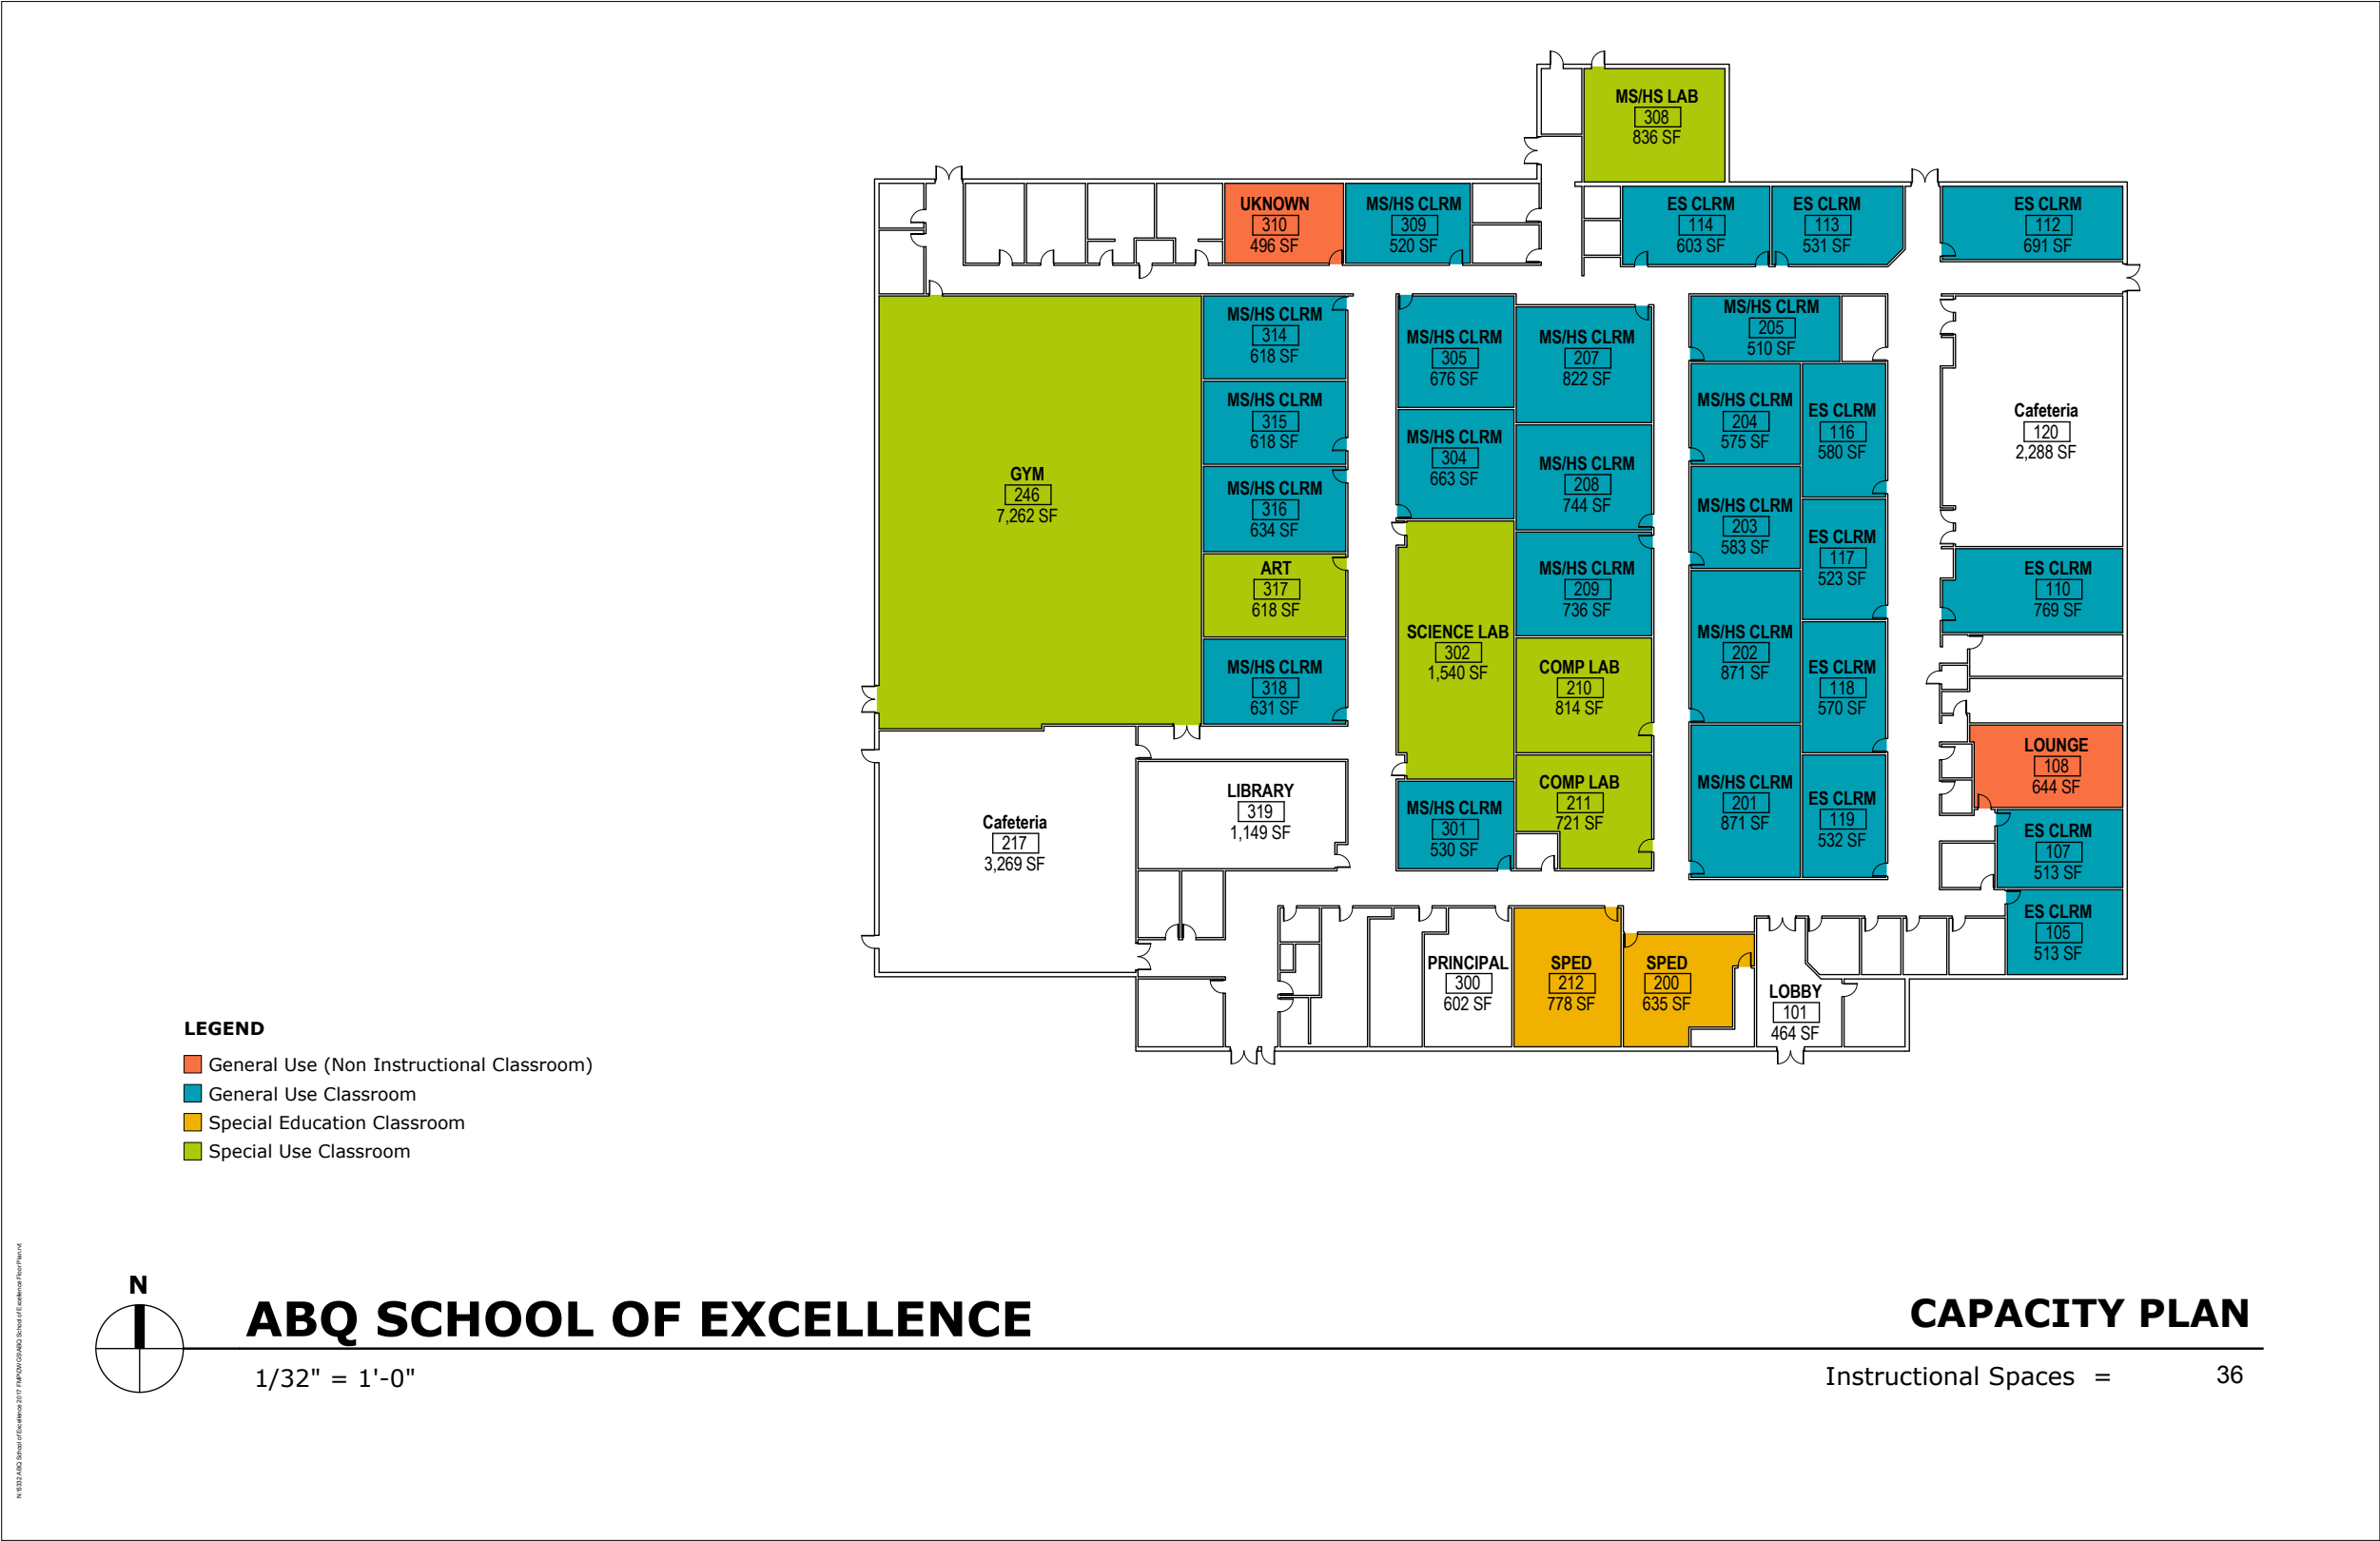 MS/HS LAB
308
836 SF
UKNOWN
310
496 SF
MS/HS CLRM
309
520 SF
ES CLRM
114
603 SF
ES CLRM
113
531 SF
ES CLRM
112
691 SF
MS/HS CLRM
314
618 SF
MS/HS CLRM
305
676 SF
MS/HS CLRM
207
822 SF
MS/HS CLRM
205
510 SF
MS/HS CLRM
315
618 SF
MS/HS CLRM
304
663 SF
MS/HS CLRM
208
744 SF
MS/HS CLRM
204
575 SF
ES CLRM
116
580 SF
Cafeteria
120
2,288 SF
GYM
246
7,262 SF
MS/HS CLRM
316
634 SF
MS/HS CLRM
203
583 SF
ES CLRM
117
523 SF
ART
317
618 SF
MS/HS CLRM
209
736 SF
ES CLRM
110
769 SF
SCIENCE LAB
302
1,540 SF
MS/HS CLRM
202
871 SF
MS/HS CLRM
318
631 SF
COMP LAB
210
814 SF
ES CLRM
118
570 SF
LOUNGE
108
644 SF
LIBRARY
319
1,149 SF
MS/HS CLRM
301
530 SF
COMP LAB
211
721 SF
MS/HS CLRM
201
871 SF
ES CLRM
119
532 SF
Cafeteria
217
3,269 SF
ES CLRM
107
513 SF
ES CLRM
105
513 SF
PRINCIPAL
300
602 SF
SPED
212
778 SF
SPED
200
635 SF
LOBBY
101
464 SF
LEGEND
General Use (Non Instructional Classroom)
General Use Classroom
Special Education Classroom
Special Use Classroom
N
ABQ SCHOOL OF EXCELLENCE
1/32" = 1'-0"
CAPACITY PLAN
Instructional Spaces = 36